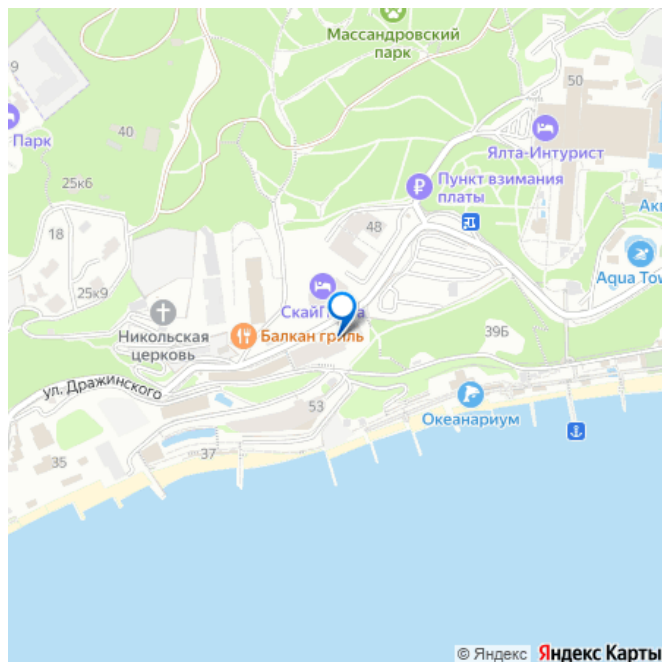 Массандровский
парк
9
50
40
Парк
Ялта-Интурист
Пункт взимания
платы
25к6
Ак
18
48
Aqua Tow
25к9
Никольская
церковь
Балкан гриль
39Б
ул. Дражинского
53
Океанариум
35
37
© Яндекс Яндекс Карты